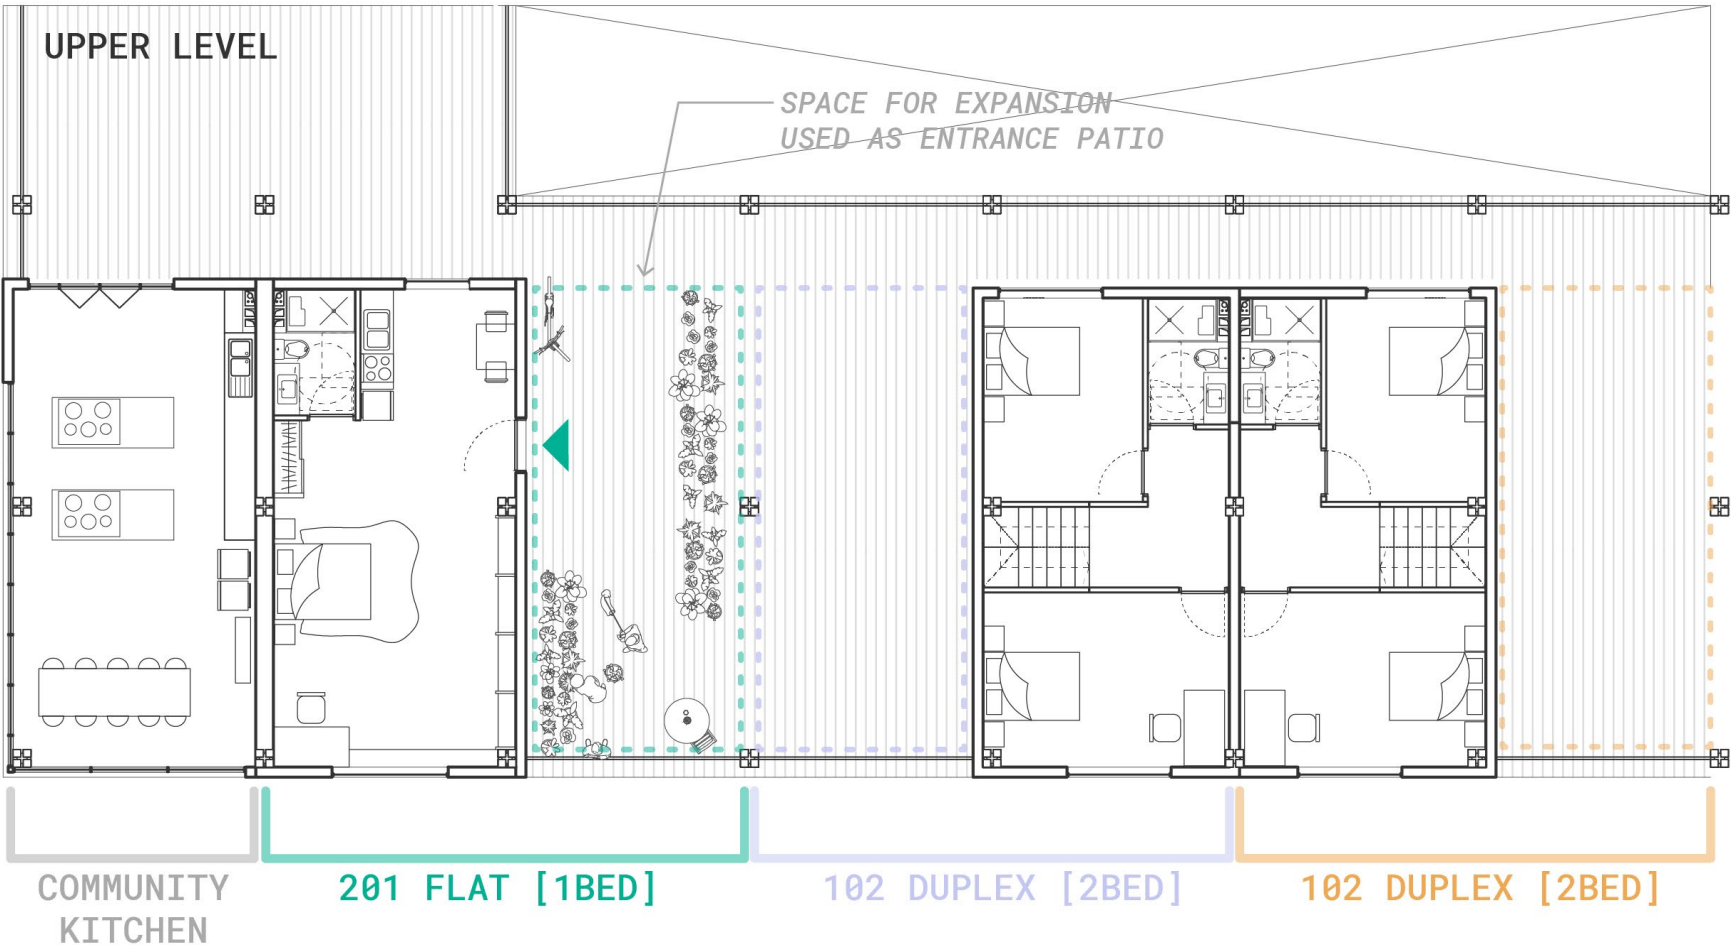 UPPER LEVEL
SPACE FOR EXPANSION
USED AS ENTRANCE PATIO
COMMUNITY
KITCHEN
201 FLAT [1BED]
102 DUPLEX [2BED]
102 DUPLEX [2BED]